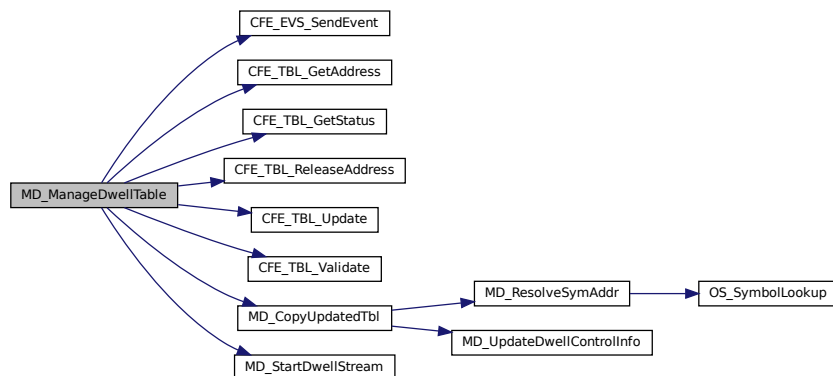 CFE_EVS_SendEvent
CFE_TBL_GetAddress
CFE_TBL_GetStatus
CFE_TBL_ReleaseAddress
MD_ManageDwellTable
CFE_TBL_Update
CFE_TBL_Validate
MD_ResolveSymAddr
OS_SymbolLookup
MD_CopyUpdatedTbl
MD_UpdateDwellControlInfo
MD_StartDwellStream